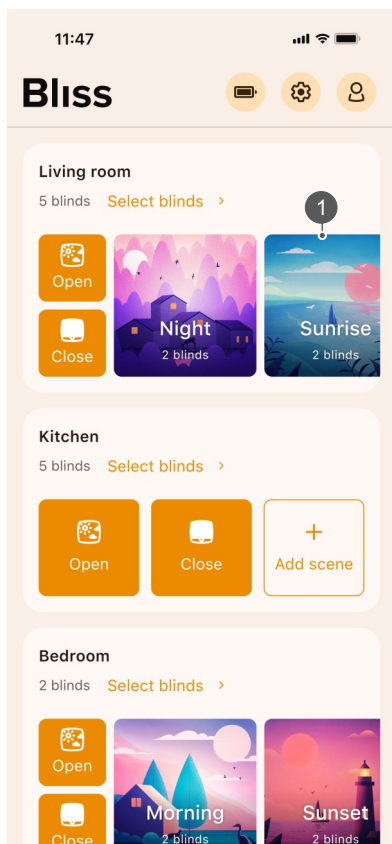 11:47
Blıss
Living room
5 blinds Select blinds >
1
Open
Close
Night
2 blinds
Sunrise
2 blinds
Kitchen
5 blinds Select blinds >
Open
Close
+
Add scene
Bedroom
2 blinds Select blinds >
Open
Close
Morning
2 blinds
Sunset
2 blinds